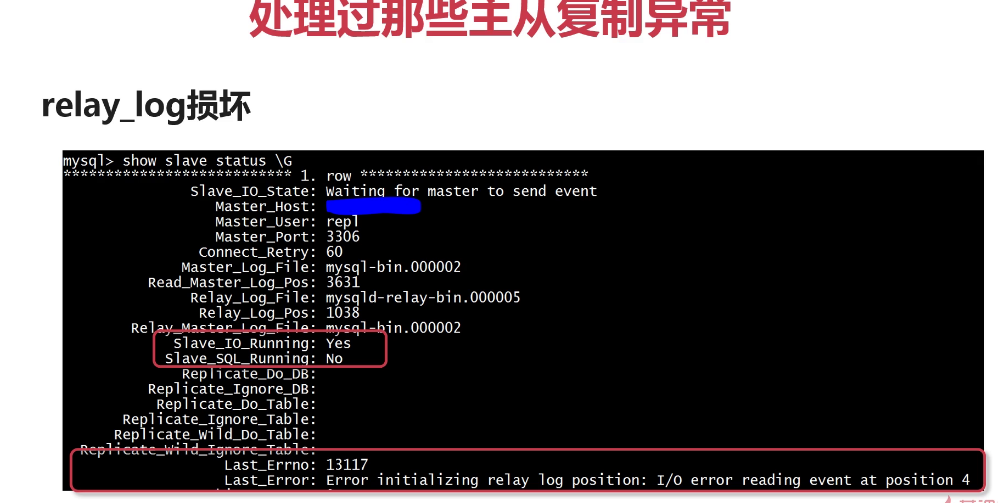 处理过那些主从复制异常
relay_log损坏
mysql> show slave status \G
*************************** 1. row ***************************
Slave_IO_State: Waiting for master to send event
Master_Host:
Master_User: repl
Master_Port: 3306
Connect_Retry: 60
Master_Log_File: mysql-bin.000002
Read_Master_Log_Pos: 3631
Relay_Log_File: mysqld-relay-bin.000005
Relay_Log_Pos: 1038
Relay_Master_Log_File: mysql-bin.000002
Slave_IO_Running: Yes
Slave_SQL_Running: No
Replicate_Do_DB:
Replicate_Ignore_DB:
Replicate_Do_Table:
Replicate_Ignore_Table:
Replicate_Wild_Do_Table:
Replicate_Wild_Ignore_Table:
Last_Errno: 13117
Last_Error: Error initializing relay log position: I/O error reading event at position 4